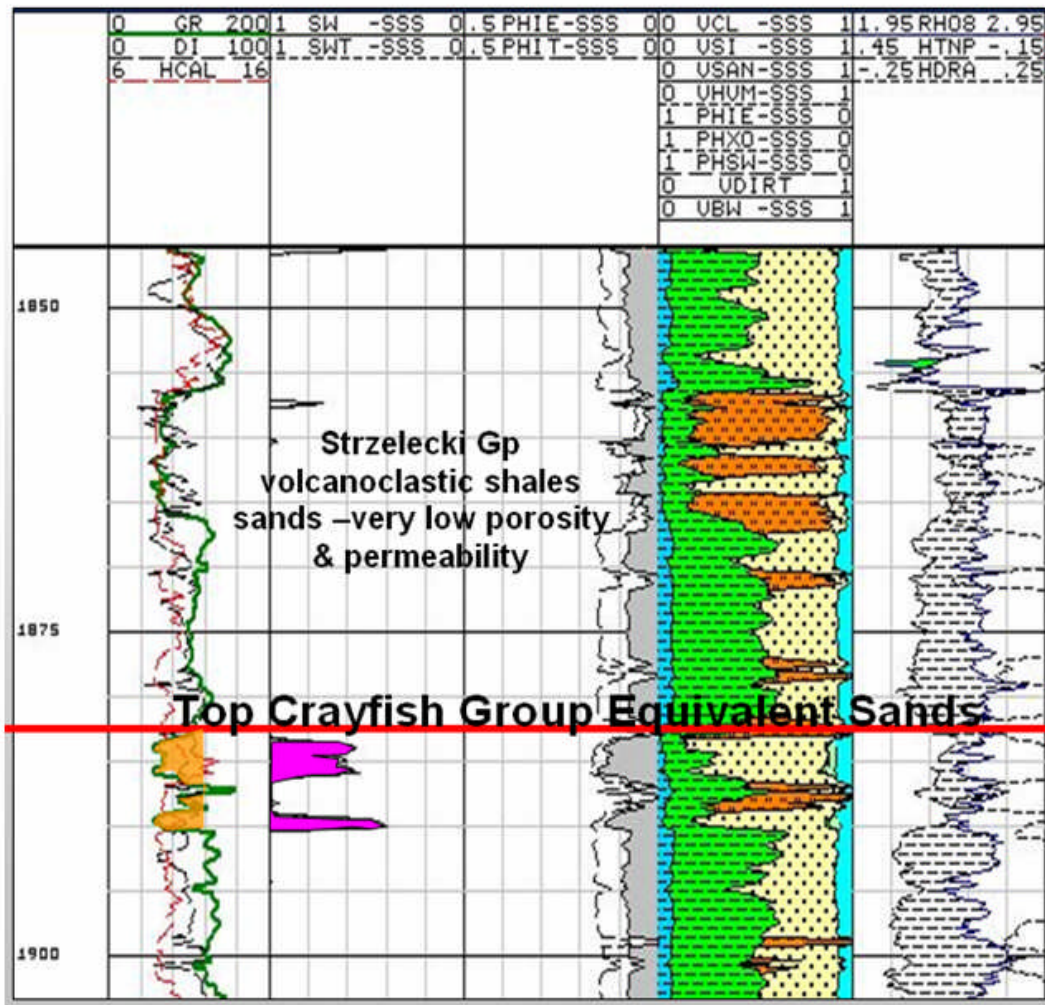 0 GR 200 1 SW -SSS 0 .5 PHIE-SSS 0 0 VCL -SSS 1 1.95 RHO8 2.95
0 DI 100 1 SWT -SSS 0 .5 PHIT-SSS 0 0 VSI -SSS 1 .45 HTNP -.15
6 HCAL 16 0 VSAN-SSS 1 -.25 HDRA .25
0 VHVM-SSS 1
1 PHIE-SSS 0
1 PHXO-SSS 0
1 PHSW-SSS 0
0 VDIRT 1
0 VBW -SSS 1
1850
Strzelecki Gp
volcanoclastic shales
sands –very low porosity
& permeability
1875
Top Crayfish Group Equivalent Sands
1900